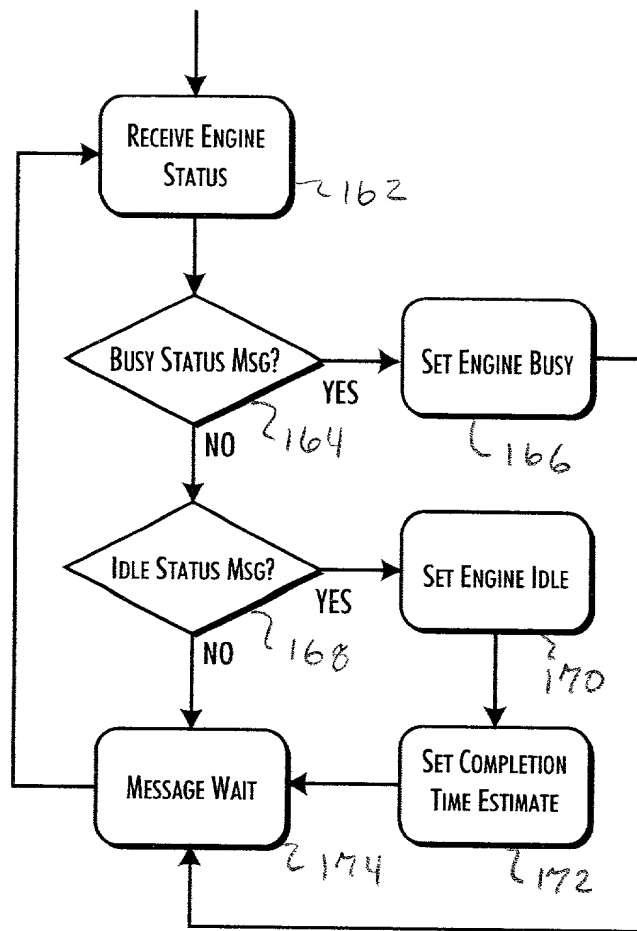 RECEIVE ENGINE
STATUS
162
BUSY STATUS MSG?
YES
164
NO
SET ENGINE BUSY
166
IDLE STATUS MSG?
YES
168
NO
SET ENGINE IDLE
170
MESSAGE WAIT
174
SET COMPLETION
TIME ESTIMATE
172